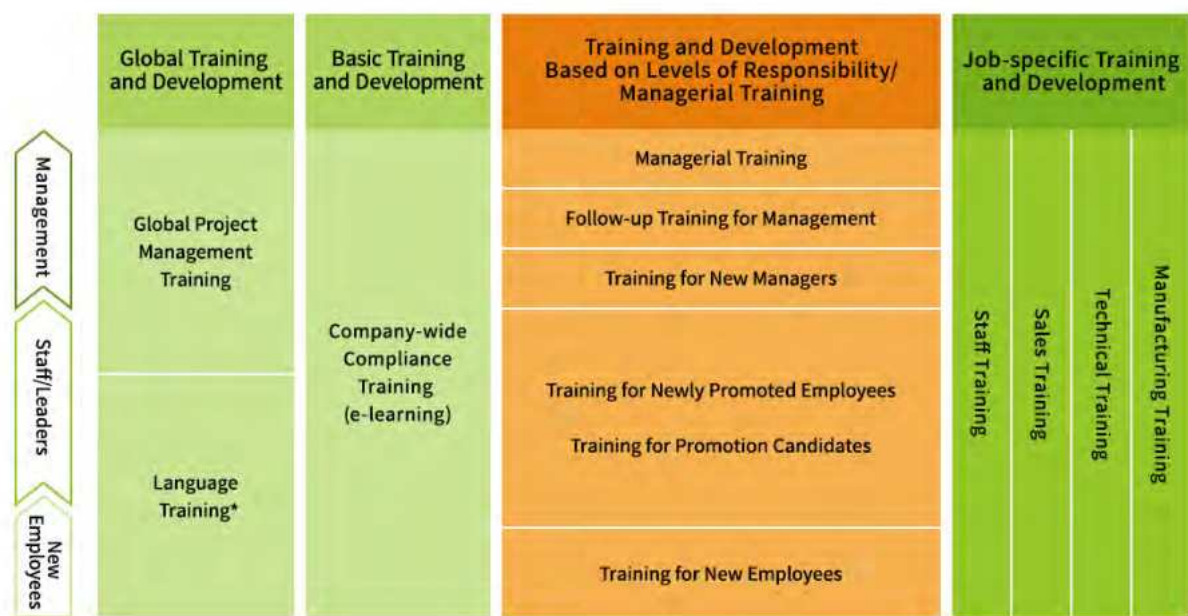 Global Training
and Development
Basic Training
and Development
Training and Development
Based on Levels of Responsibility/
Managerial Training
Job-specific Training
and Development
Management
Staff/Leaders
New
Employees
Global Project
Management
Training
Language
Training*
Company-wide
Compliance
Training
(e-learning)
Managerial Training
Follow-up Training for Management
Training for New Managers
Training for Newly Promoted Employees
Training for Promotion Candidates
Training for New Employees
Staff Training
Sales Training
Technical Training
Manufacturing Training